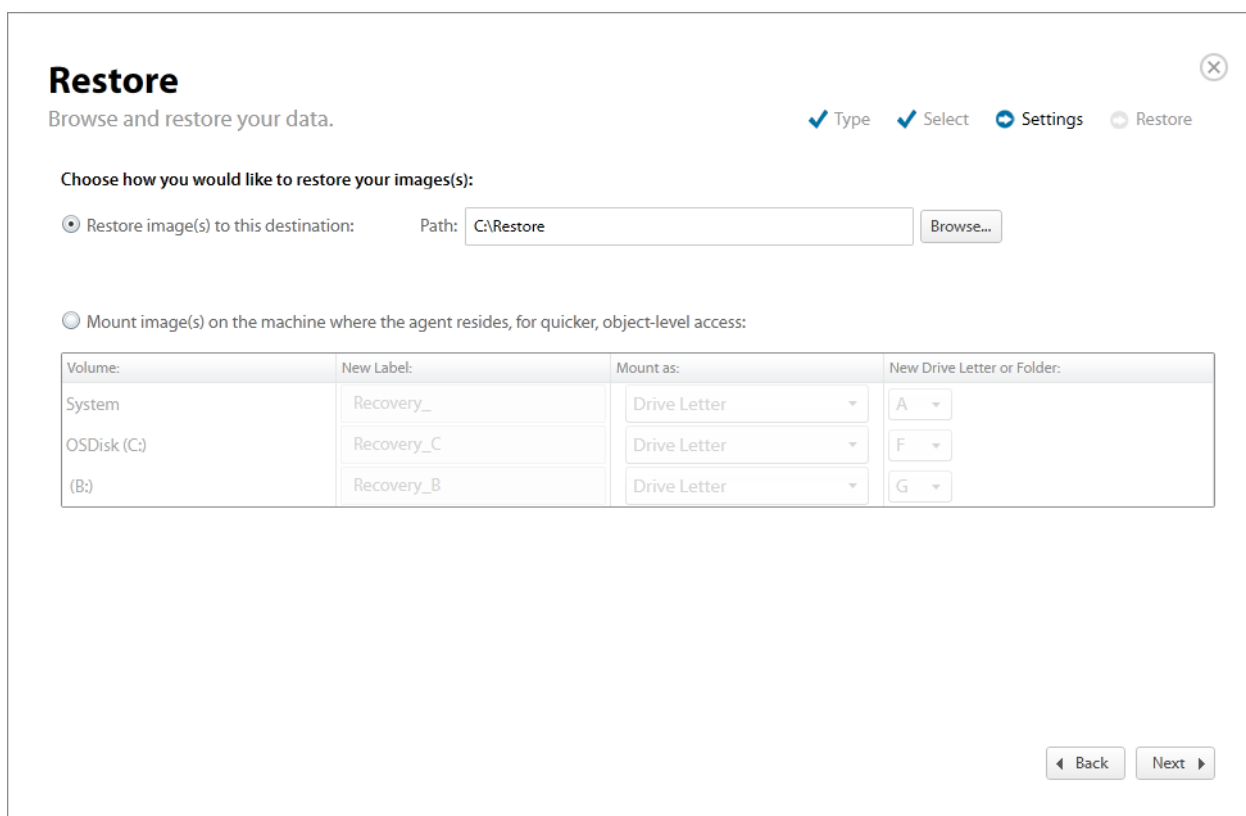 Restore
Browse and restore your data.
Type Select Settings Restore
Choose how you would like to restore your images(s):
Restore image(s) to this destination: Path: C:\Restore Browse...
Mount image(s) on the machine where the agent resides, for quicker, object-level access:
Volume: New Label: Mount as: New Drive Letter or Folder:
System Recovery_ Drive Letter A
OSDisk (C:) Recovery_C Drive Letter F
(B:) Recovery_B Drive Letter G
Back Next